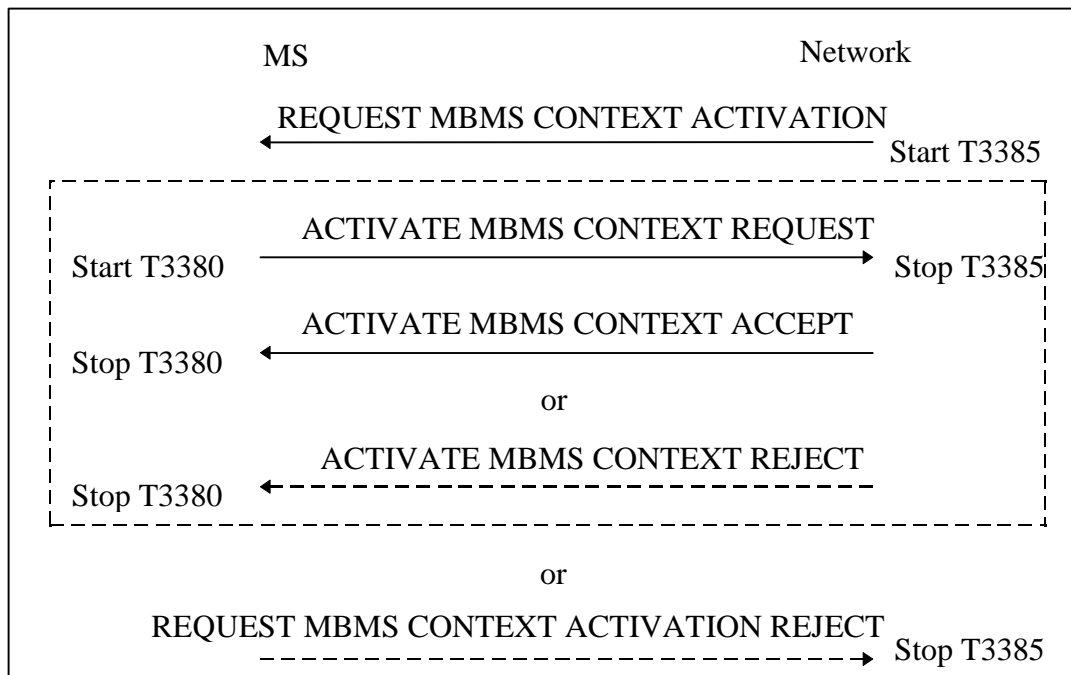 MS Network
REQUEST MBMS CONTEXT ACTIVATION
Start T3385
ACTIVATE MBMS CONTEXT REQUEST
Start T3380 Stop T3385
ACTIVATE MBMS CONTEXT ACCEPT
Stop T3380
or
ACTIVATE MBMS CONTEXT REJECT
Stop T3380
or
REQUEST MBMS CONTEXT ACTIVATION REJECT
Stop T3385